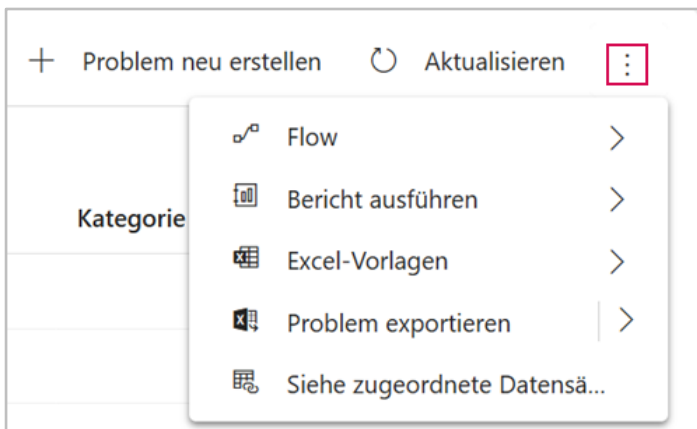 Problem neu erstellen Aktualisieren
Flow
Bericht ausführen
Kategorie
Excel-Vorlagen
Problem exportieren
Siehe zugeordnete Datensä...